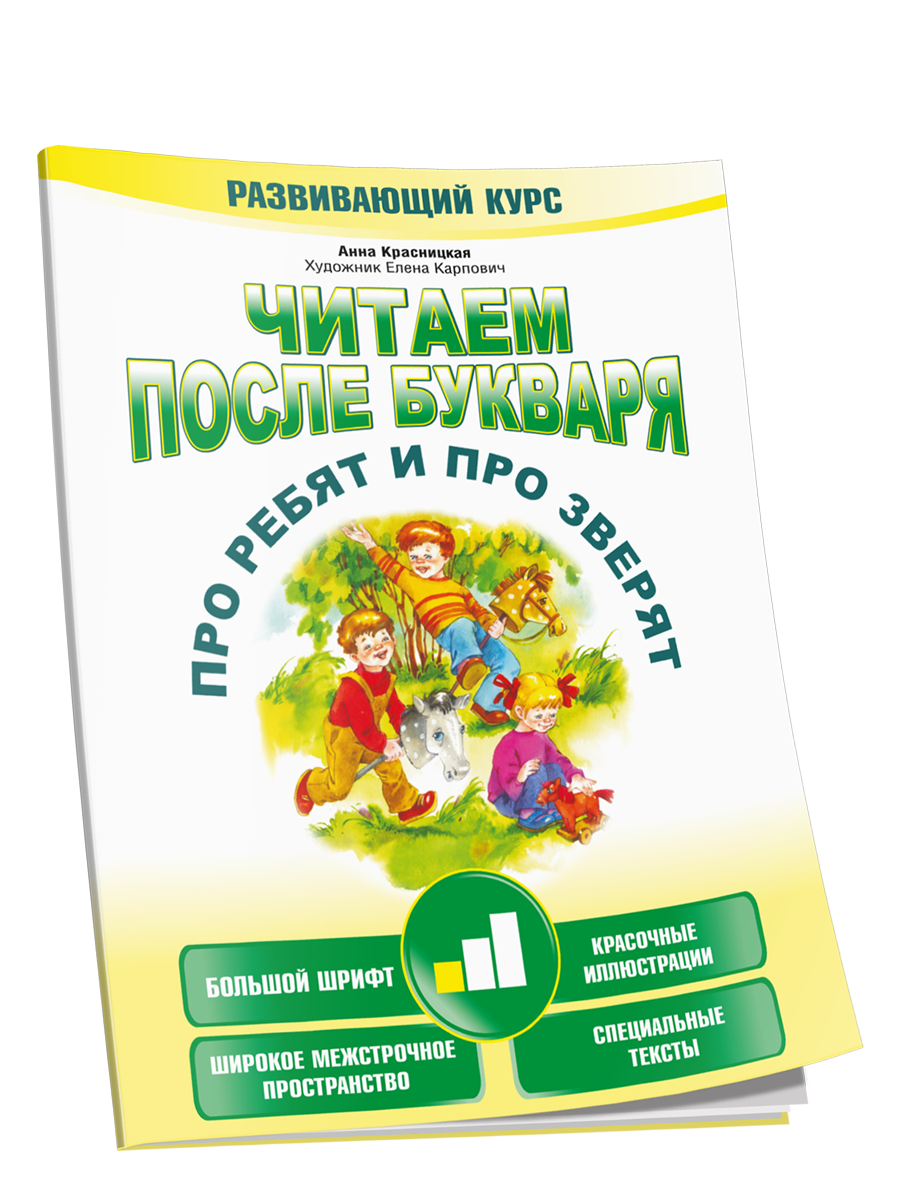 РАЗВИВАЮЩИЙ КУРС
Анна Красницкая
Художник Елена Карпович
ЧИТАЕМ
ПОСЛЕ БУКВАРЯ
ПРО РЕБЯТ И ПРО ЗВЕРЯТ
БОЛЬШОЙ ШРИФТ
КРАСОЧНЫЕ
ИЛЛЮСТРАЦИИ
ШИРОКОЕ МЕЖСТРОЧНОЕ
ПРОСТРАНСТВО
СПЕЦИАЛЬНЫЕ
ТЕКСТЫ